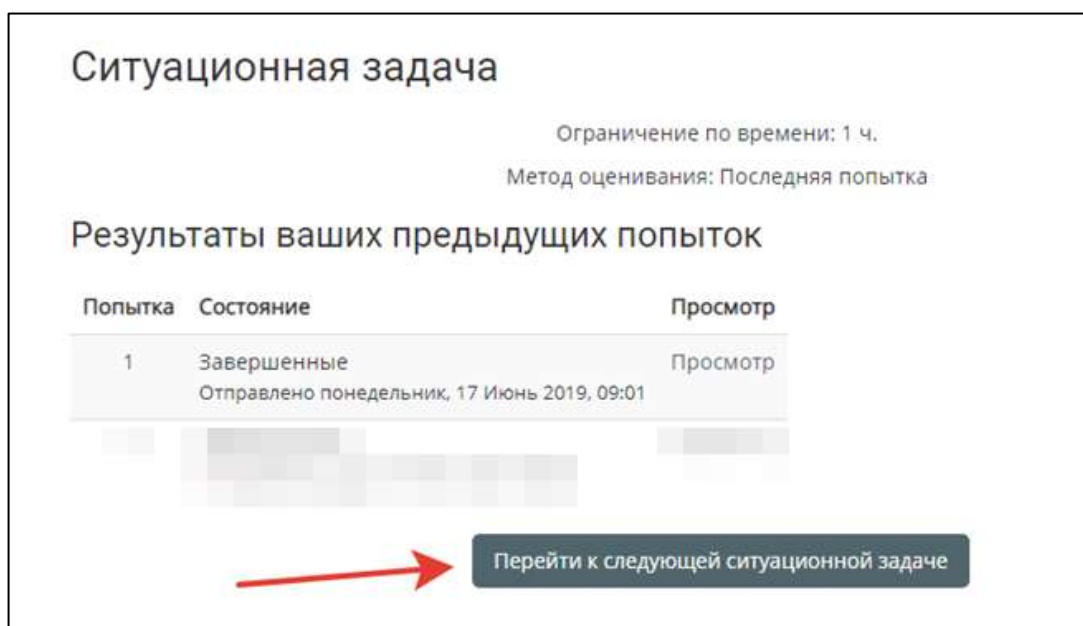 Ситуационная задача
Ограничение по времени: 1 ч.
Метод оценивания: Последняя попытка
Результаты ваших предыдущих попыток
Попытка Состояние Просмотр
1 Завершенные Просмотр
Отправлено понедельник, 17 Июнь 2019, 09:01
Перейти к следующей ситуационной задаче